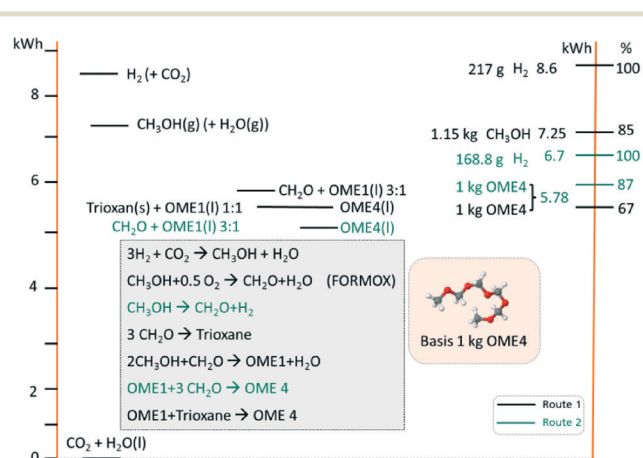 kWh
8
6
4
2
0
H₂ (+ CO₂)
CH₃OH(g) (+ H₂O(g))
CH₂O + OME1(l) 3:1
Trioxan(s) + OME1(l) 1:1
OME4(l)
CH₂O + OME1(l) 3:1
OME4(l)
3H₂ + CO₂ → CH₃OH + H₂O
CH₃OH+0.5 O₂ → CH₂O+H₂O (FORMOX)
CH₃OH → CH₂O+H₂
3 CH₂O → Trioxane
2CH₃OH+CH₂O → OME1+H₂O
OME1+3 CH₂O → OME 4
OME1+Trioxane → OME 4
CO₂ + H₂O(l)
kWh %
217 g H₂ 8.6 100
1.15 kg CH₃OH 7.25 85
168.8 g H₂ 6.7 100
1 kg OME4 87
5.78
1 kg OME4 67
Basis 1 kg OME4
Route 1
Route 2